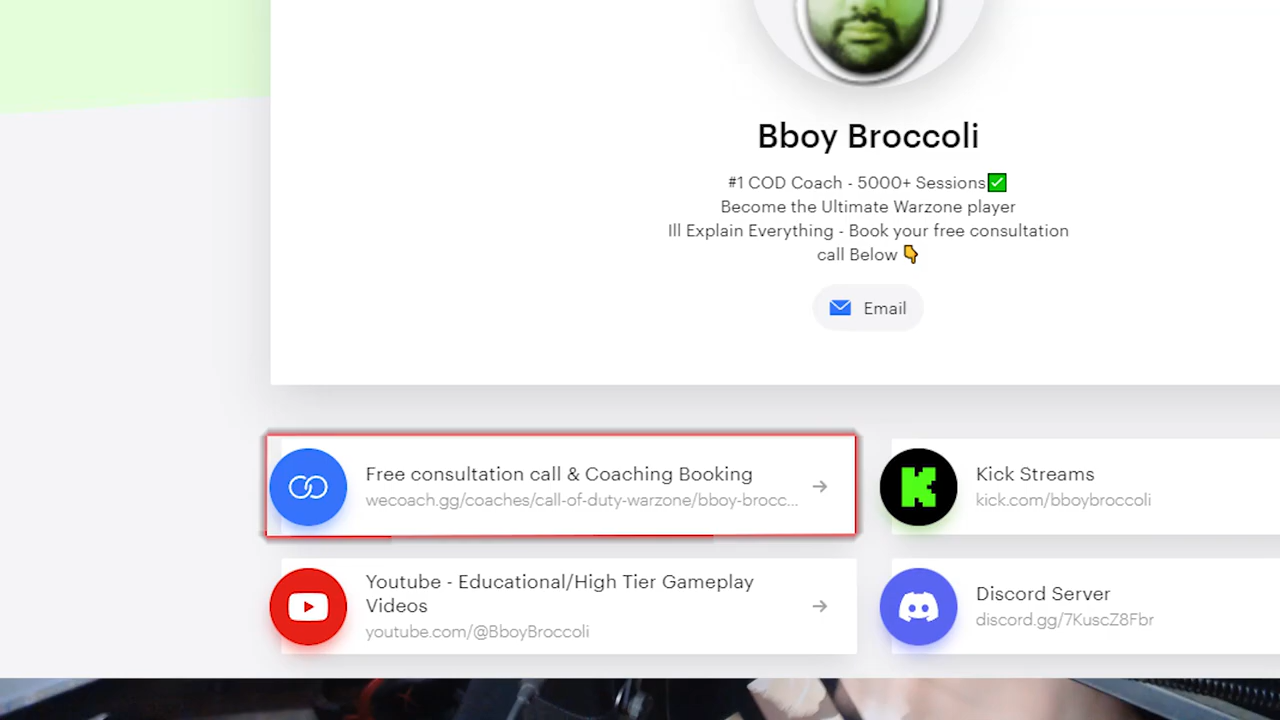 Bboy Broccoli
#1 COD Coach - 5000+ Sessions✅
Become the Ultimate Warzone player
Ill Explain Everything - Book your free consultation
call Below 👇
Email
Free consultation call & Coaching Booking
wecoach.gg/coaches/call-of-duty-warzone/bboy-brocc...
Kick Streams
kick.com/bboybroccoli
Youtube - Educational/High Tier Gameplay
Videos
youtube.com/@BboyBroccoli
Discord Server
discord.gg/7KuscZ8Fbr